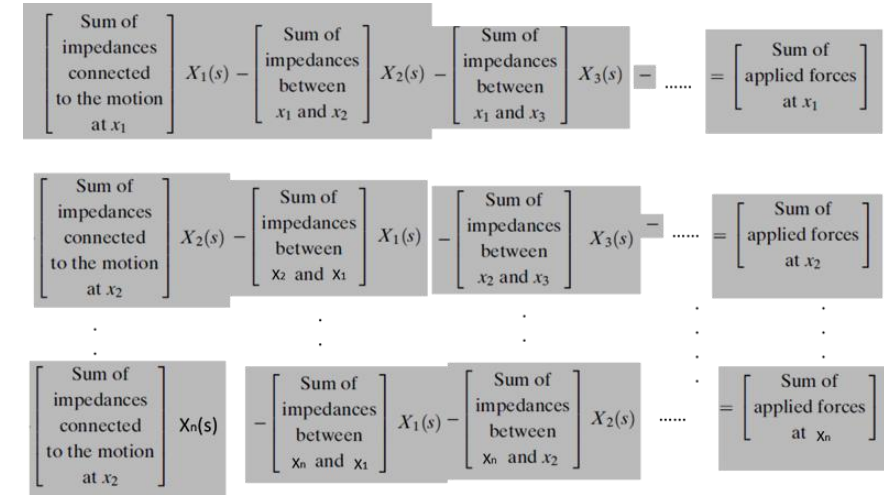 [Sum of impedances connected to the motion at x₁] X₁(s) − [Sum of impedances between x₁ and x₂] X₂(s) − [Sum of impedances between x₁ and x₃] X₃(s) − ...... = [Sum of applied forces at x₁]
[Sum of impedances connected to the motion at x₂] X₂(s) − [Sum of impedances between x₂ and x₁] X₁(s) − [Sum of impedances between x₂ and x₃] X₃(s) − ...... = [Sum of applied forces at x₂]
[Sum of impedances connected to the motion at x₂] Xₙ(s) − [Sum of impedances between xₙ and x₁] X₁(s) − [Sum of impedances between xₙ and x₂] X₂(s) ...... = [Sum of applied forces at xₙ]